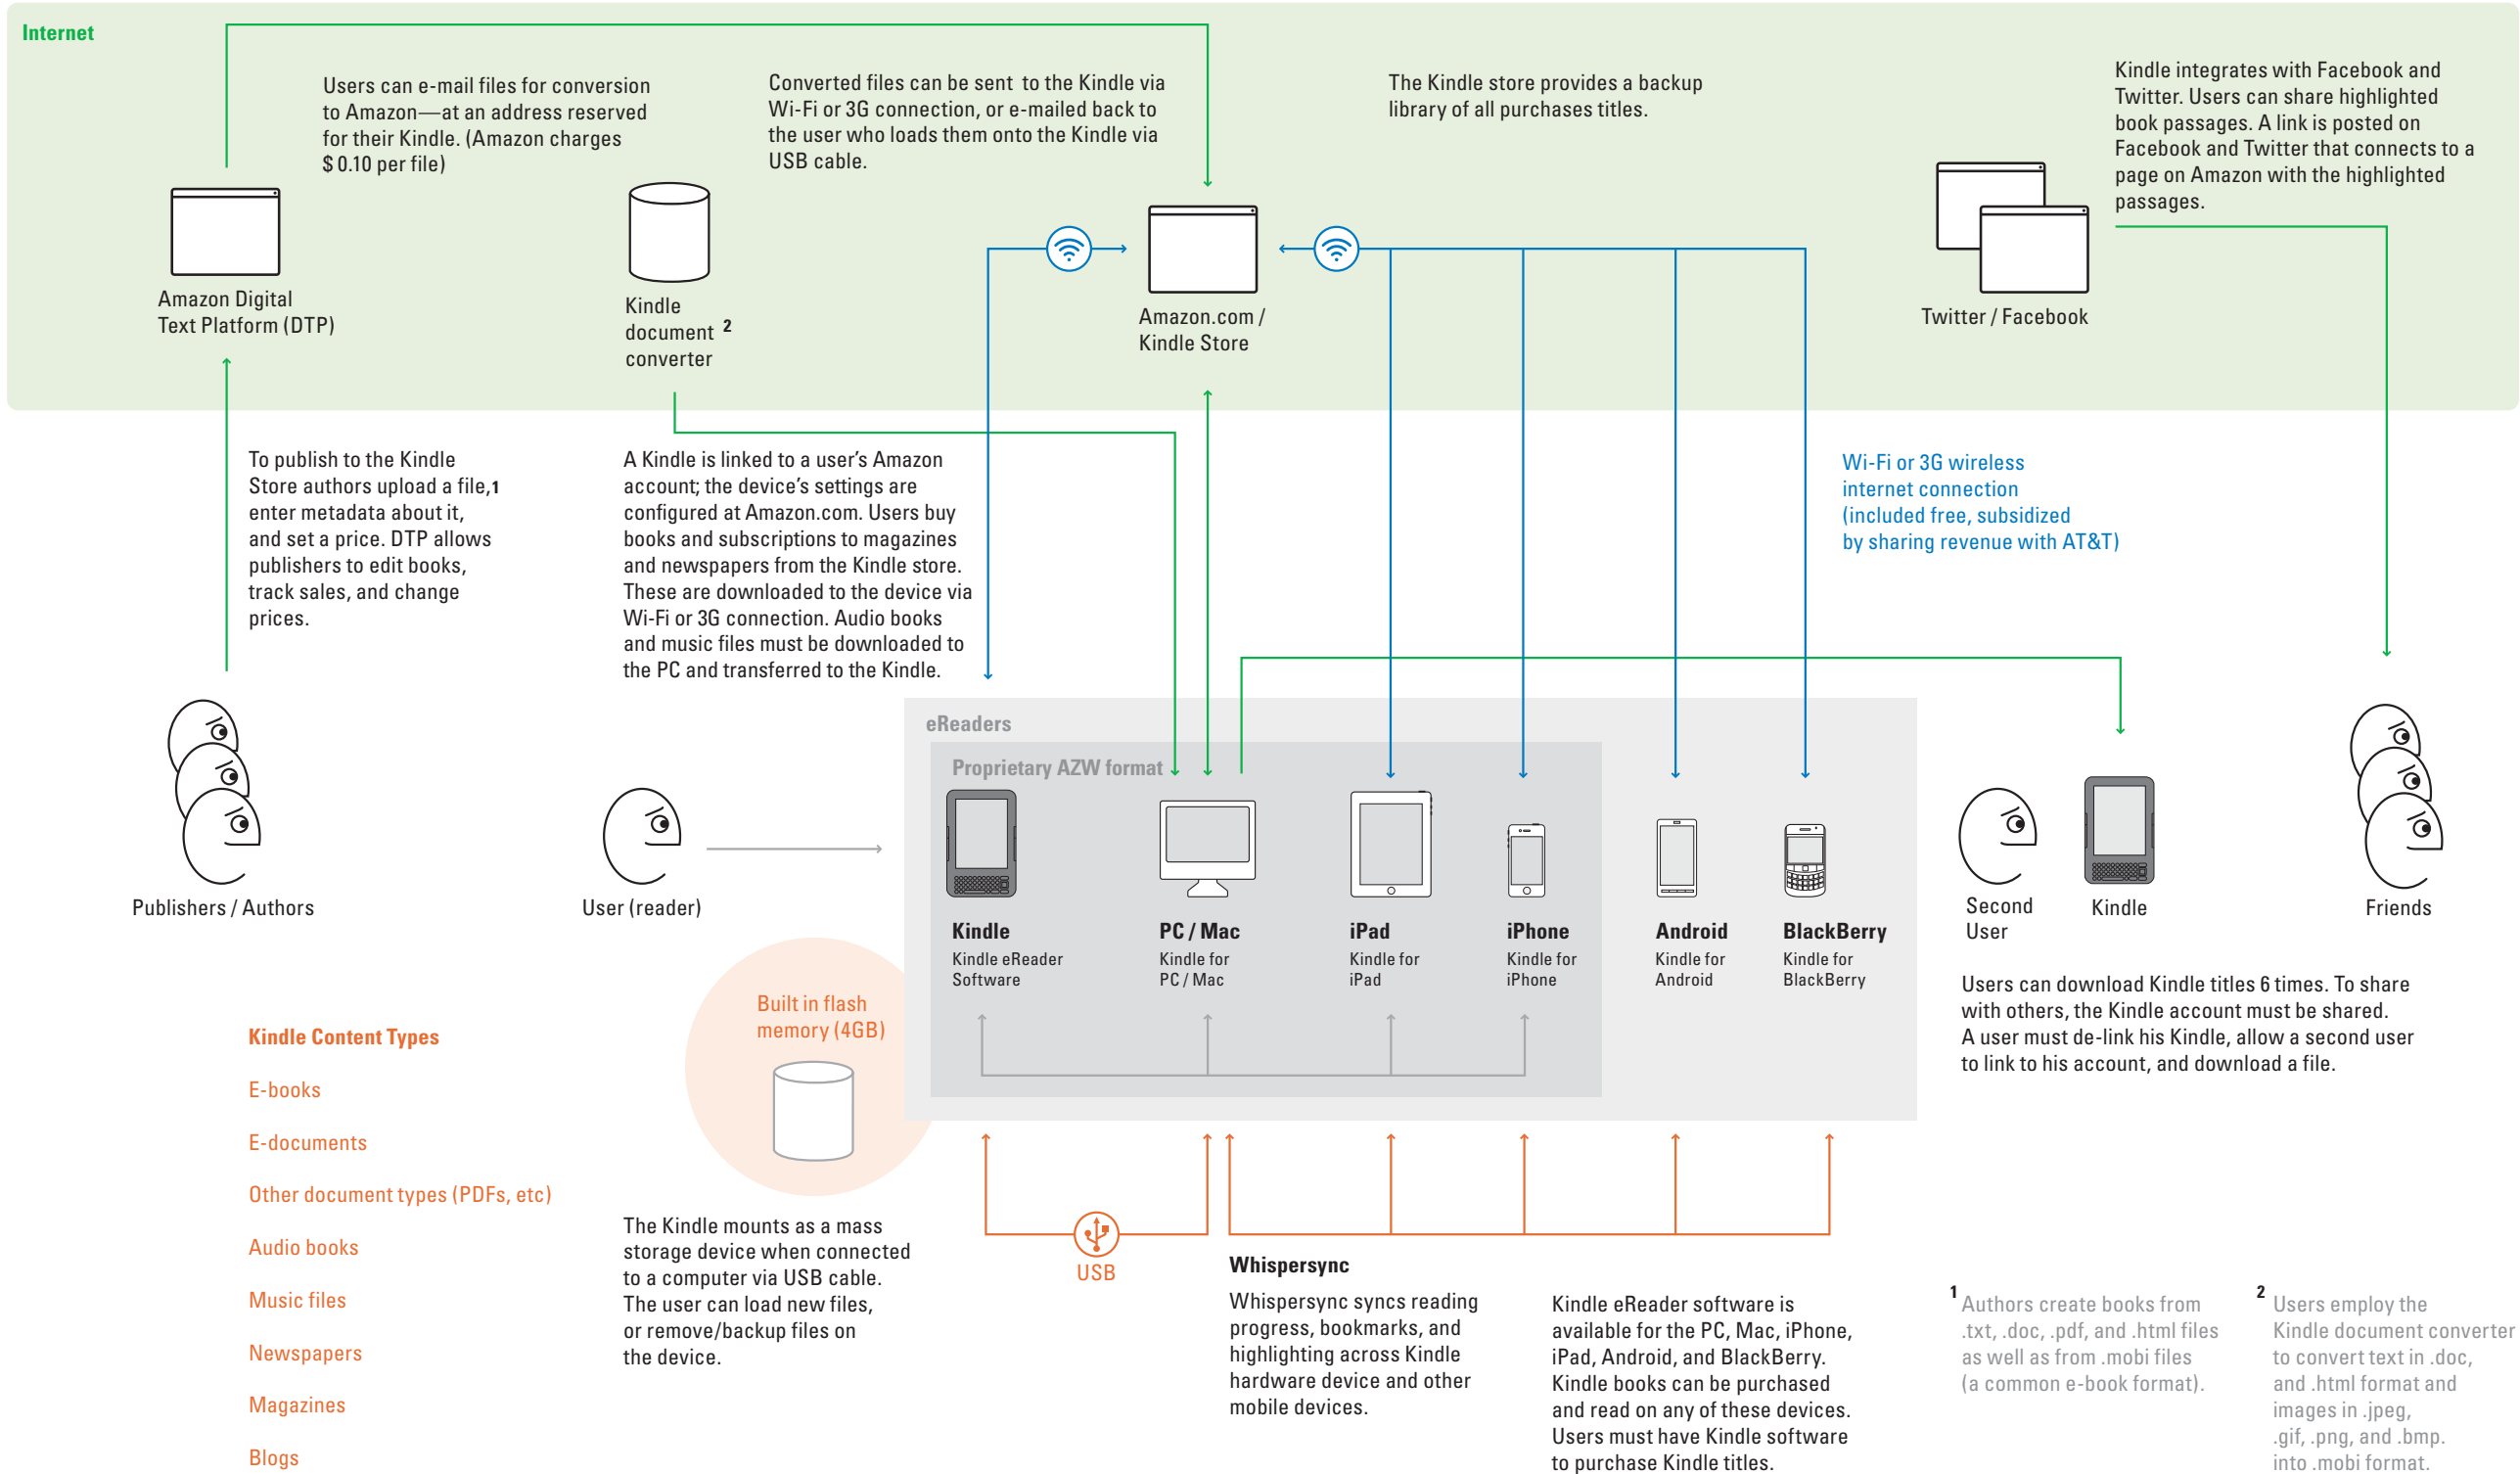 Internet
Users can e-mail files for conversion
to Amazon—at an address reserved
for their Kindle. (Amazon charges
$ 0.10 per file)
Converted files can be sent  to the Kindle via
Wi-Fi or 3G connection, or e-mailed back to
the user who loads them onto the Kindle via
USB cable.
The Kindle store provides a backup
library of all purchases titles.
Kindle integrates with Facebook and
Twitter. Users can share highlighted
book passages. A link is posted on
Facebook and Twitter that connects to a
page on Amazon with the highlighted
passages.
Amazon Digital
Text Platform (DTP)
Kindle
document 2
converter
Amazon.com /
Kindle Store
Twitter / Facebook
To publish to the Kindle
Store authors upload a file,1
enter metadata about it,
and set a price. DTP allows
publishers to edit books,
track sales, and change
prices.
A Kindle is linked to a user's Amazon
account; the device's settings are
configured at Amazon.com. Users buy
books and subscriptions to magazines
and newspapers from the Kindle store.
These are downloaded to the device via
Wi-Fi or 3G connection. Audio books
and music files must be downloaded to
the PC and transferred to the Kindle.
Wi-Fi or 3G wireless
internet connection
(included free, subsidized
by sharing revenue with AT&T)
eReaders
Proprietary AZW format
Publishers / Authors
User (reader)
Kindle
Kindle eReader
Software
PC / Mac
Kindle for
PC / Mac
iPad
Kindle for
iPad
iPhone
Kindle for
iPhone
Android
Kindle for
Android
BlackBerry
Kindle for
BlackBerry
Second
User
Kindle
Friends
Users can download Kindle titles 6 times. To share
with others, the Kindle account must be shared.
A user must de-link his Kindle, allow a second user
to link to his account, and download a file.
Built in flash
memory (4GB)
Kindle Content Types
E-books
E-documents
Other document types (PDFs, etc)
Audio books
Music files
Newspapers
Magazines
Blogs
The Kindle mounts as a mass
storage device when connected
to a computer via USB cable.
The user can load new files,
or remove/backup files on
the device.
USB
Whispersync
Whispersync syncs reading
progress, bookmarks, and
highlighting across Kindle
hardware device and other
mobile devices.
Kindle eReader software is
available for the PC, Mac, iPhone,
iPad, Android, and BlackBerry.
Kindle books can be purchased
and read on any of these devices.
Users must have Kindle software
to purchase Kindle titles.
1 Authors create books from
.txt, .doc, .pdf, and .html files
as well as from .mobi files
(a common e-book format).
2 Users employ the
Kindle document converter
to convert text in .doc,
and .html format and
images in .jpeg,
.gif, .png, and .bmp.
into .mobi format.